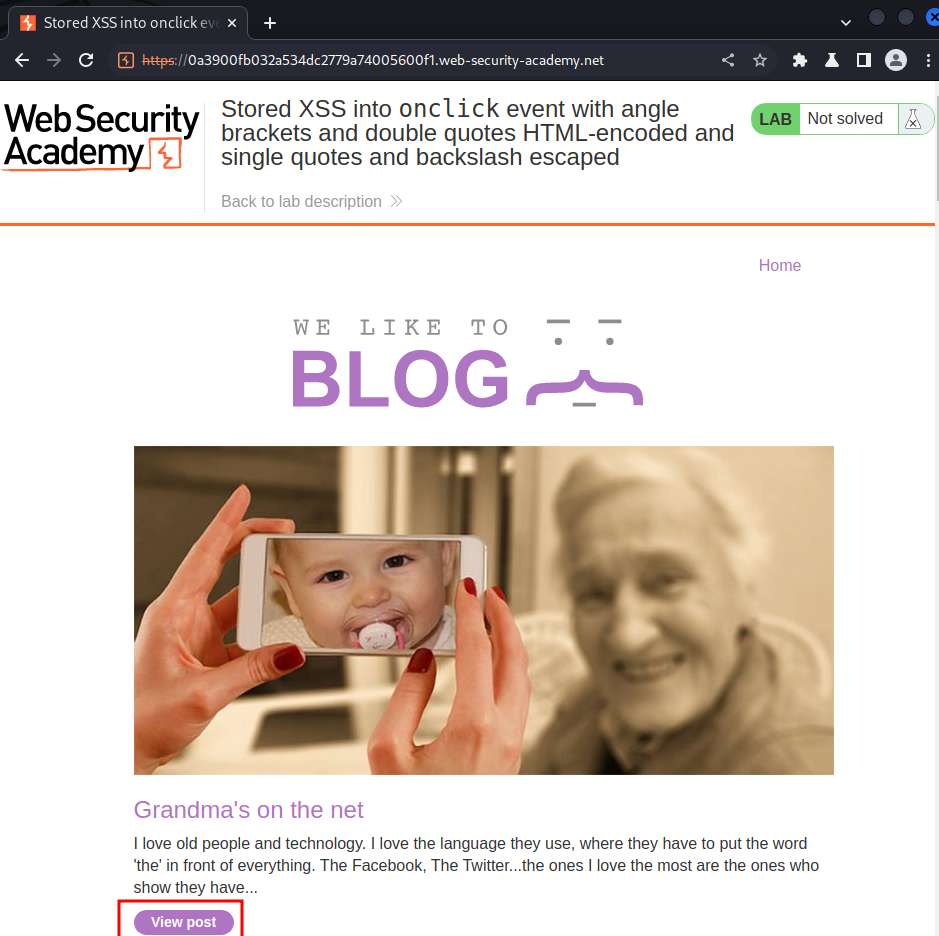 Stored XSS into onclick eve
https://0a3900fb032a534dc2779a74005600f1.web-security-academy.net
Web Security
Academy
Stored XSS into onclick event with angle
brackets and double quotes HTML-encoded and
single quotes and backslash escaped
LAB Not solved
Back to lab description
Home
WE LIKE TO
BLOG
Grandma's on the net
I love old people and technology. I love the language they use, where they have to put the word
'the' in front of everything. The Facebook, The Twitter...the ones I love the most are the ones who
show they have...
View post